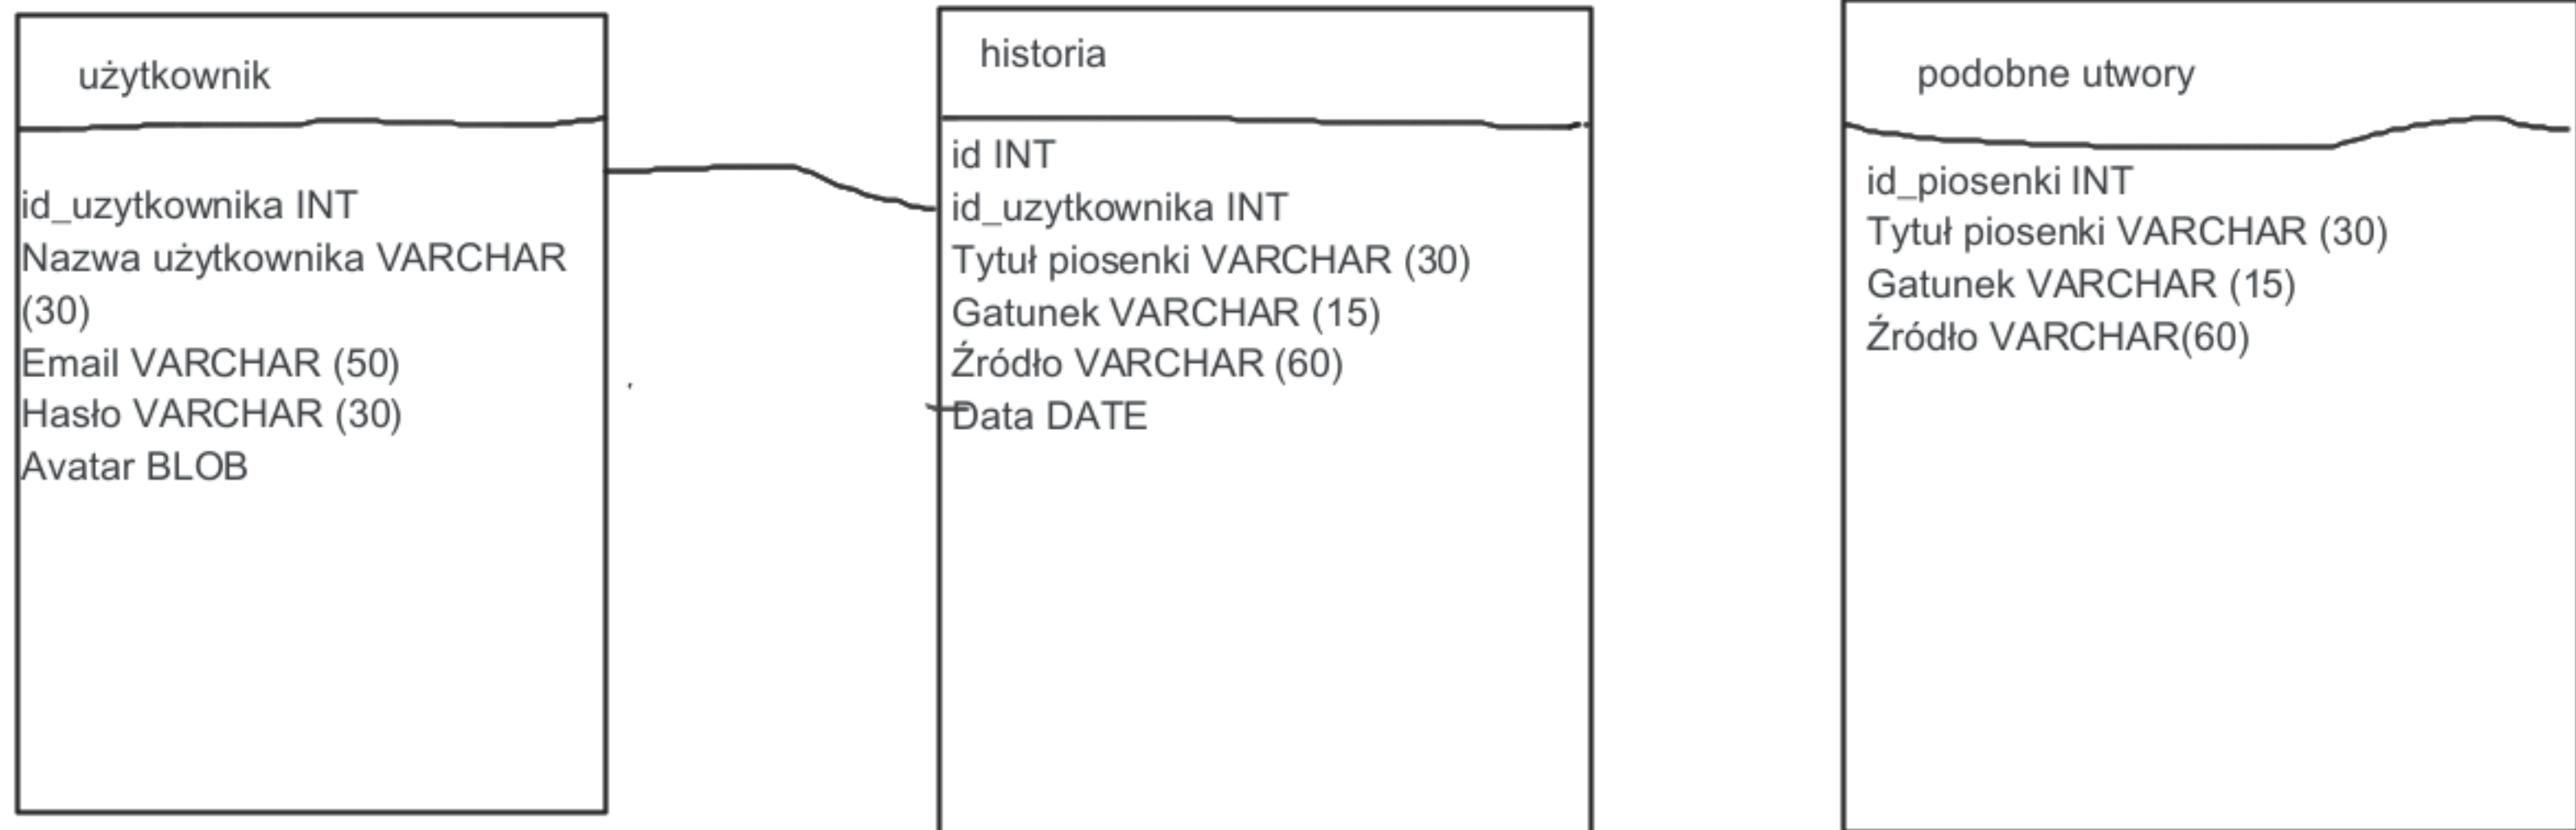 użytkownik
id_uzytkownika INT
Nazwa użytkownika VARCHAR
(30)
Email VARCHAR (50)
Hasło VARCHAR (30)
Avatar BLOB
historia
id INT
id_uzytkownika INT
Tytuł piosenki VARCHAR (30)
Gatunek VARCHAR (15)
Źródło VARCHAR (60)
Data DATE
podobne utwory
id_piosenki INT
Tytuł piosenki VARCHAR (30)
Gatunek VARCHAR (15)
Źródło VARCHAR(60)